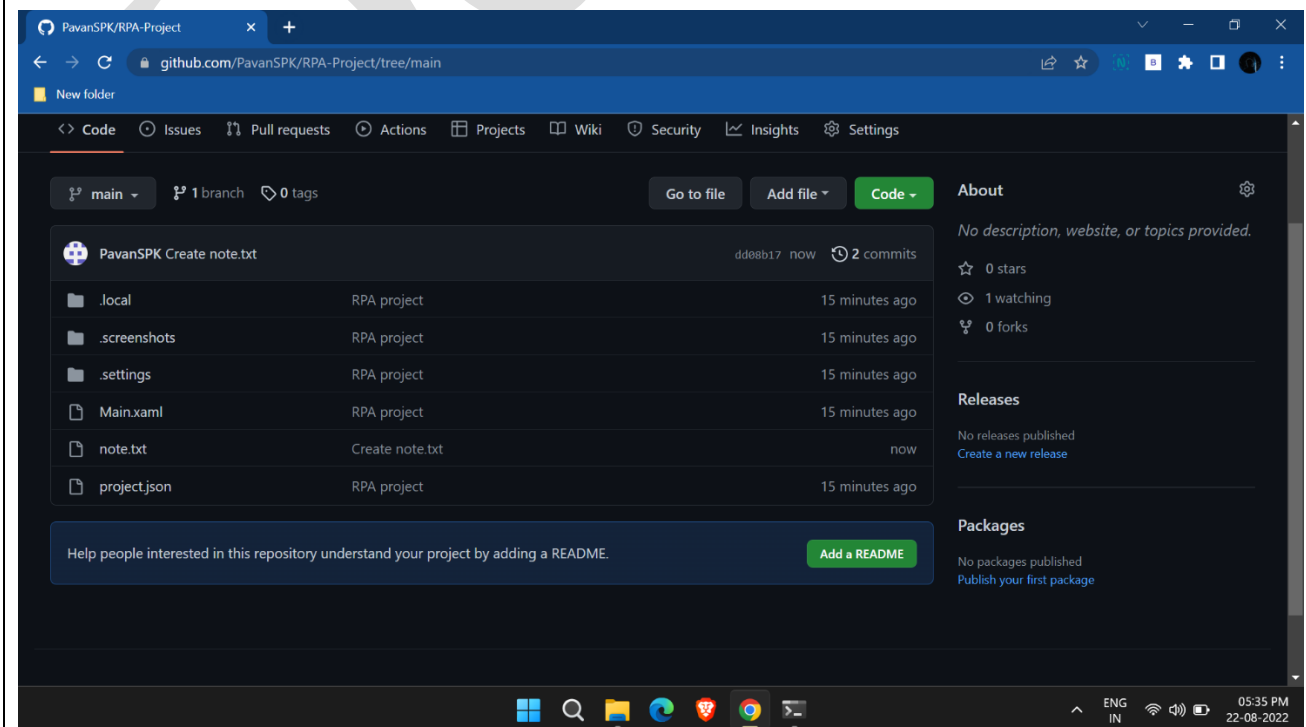 PavanSPK/RPA-Project
github.com/PavanSPK/RPA-Project/tree/main
B
New folder
Code Issues Pull requests Actions Projects Wiki Security Insights Settings
main 1 branch 0 tags Go to file Add file Code
PavanSPK Create note.txt dd08b17 now 2 commits
.local RPA project 15 minutes ago
.screenshots RPA project 15 minutes ago
.settings RPA project 15 minutes ago
Main.xaml RPA project 15 minutes ago
note.txt Create note.txt now
project.json RPA project 15 minutes ago
Help people interested in this repository understand your project by adding a README. Add a README
About
No description, website, or topics provided.
0 stars
1 watching
0 forks
Releases
No releases published
Create a new release
Packages
No packages published
Publish your first package
ENG
IN
05:35 PM
22-08-2022